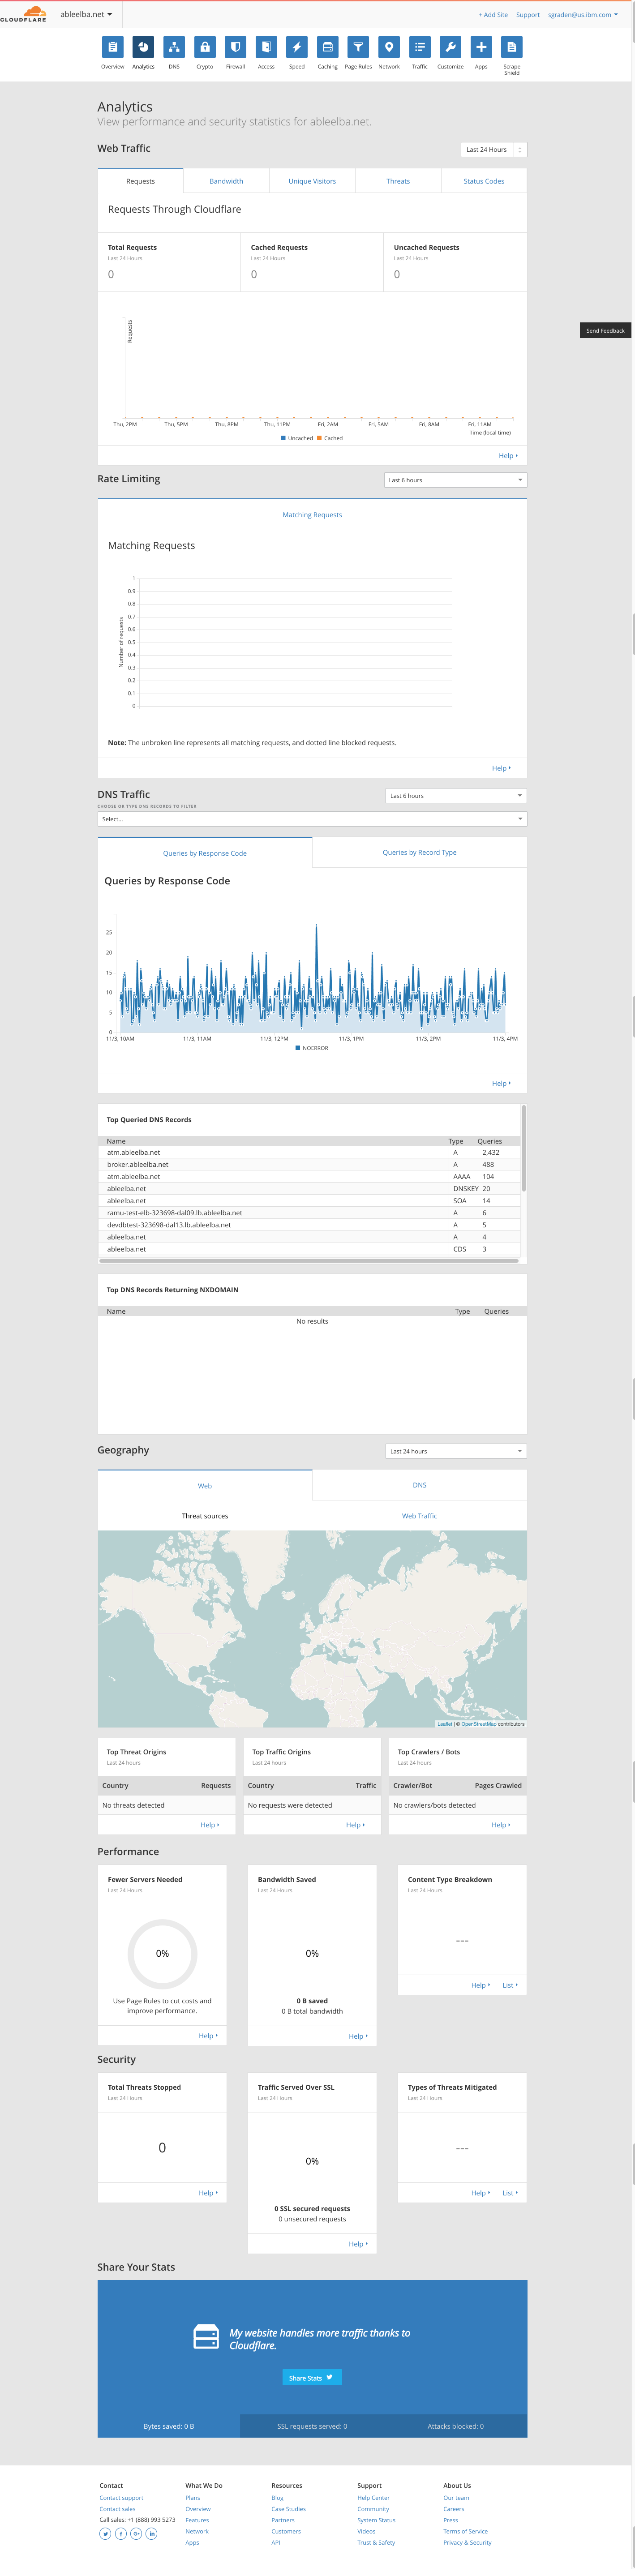 CLOUDFLARE
ableelba.net
+ Add Site Support sgraden@us.ibm.com
Overview Analytics DNS Crypto Firewall Access Speed Caching Page Rules Network Traffic Customize Apps Scrape Shield
Analytics
View performance and security statistics for ableelba.net.
Web Traffic
Last 24 Hours
Requests Bandwidth Unique Visitors Threats Status Codes
Requests Through Cloudflare
Total Requests Cached Requests Uncached Requests
Last 24 Hours Last 24 Hours Last 24 Hours
0 0 0
Send Feedback
Requests
Thu, 2PM Thu, 5PM Thu, 8PM Thu, 11PM Fri, 2AM Fri, 5AM Fri, 8AM Fri, 11AM
Time (local time)
Uncached Cached
Help
Rate Limiting
Last 6 hours
Matching Requests
Matching Requests
Number of requests
1
0.9
0.8
0.7
0.6
0.5
0.4
0.3
0.2
0.1
0
Note: The unbroken line represents all matching requests, and dotted line blocked requests.
Help
DNS Traffic
Last 6 hours
CHOOSE OR TYPE DNS RECORDS TO FILTER
Select...
Queries by Response Code Queries by Record Type
Queries by Response Code
25
20
15
10
5
0
11/3, 10AM 11/3, 11AM 11/3, 12PM 11/3, 1PM 11/3, 2PM 11/3, 4PM
NOERROR
Help
Top Queried DNS Records
Name Type Queries
atm.ableelba.net A 2,432
broker.ableelba.net A 488
atm.ableelba.net AAAA 104
ableelba.net DNSKEY 20
ableelba.net SOA 14
ramu-test-elb-323698-dal09.lb.ableelba.net A 6
devdbtest-323698-dal13.lb.ableelba.net A 5
ableelba.net A 4
ableelba.net CDS 3
Top DNS Records Returning NXDOMAIN
Name Type Queries
No results
Geography
Last 24 hours
Web DNS
Threat sources Web Traffic
Leaflet | © OpenStreetMap contributors
Top Threat Origins Top Traffic Origins Top Crawlers / Bots
Last 24 hours Last 24 hours Last 24 hours
Country Requests Country Traffic Crawler/Bot Pages Crawled
No threats detected No requests were detected No crawlers/bots detected
Help Help Help
Performance
Fewer Servers Needed Bandwidth Saved Content Type Breakdown
Last 24 Hours Last 24 Hours Last 24 Hours
0% 0% ---
Help List
Use Page Rules to cut costs and improve performance.
0 B saved
0 B total bandwidth
Help Help
Security
Total Threats Stopped Traffic Served Over SSL Types of Threats Mitigated
Last 24 Hours Last 24 Hours Last 24 Hours
0 0% ---
Help Help List
0 SSL secured requests
0 unsecured requests
Help
Share Your Stats
My website handles more traffic thanks to
Cloudflare.
Share Stats
Bytes saved: 0 B SSL requests served: 0 Attacks blocked: 0
Contact What We Do Resources Support About Us
Contact support Plans Blog Help Center Our team
Contact sales Overview Case Studies Community Careers
Call sales: +1 (888) 993 5273 Features Partners System Status Press
Network Customers Videos Terms of Service
Apps API Trust & Safety Privacy & Security